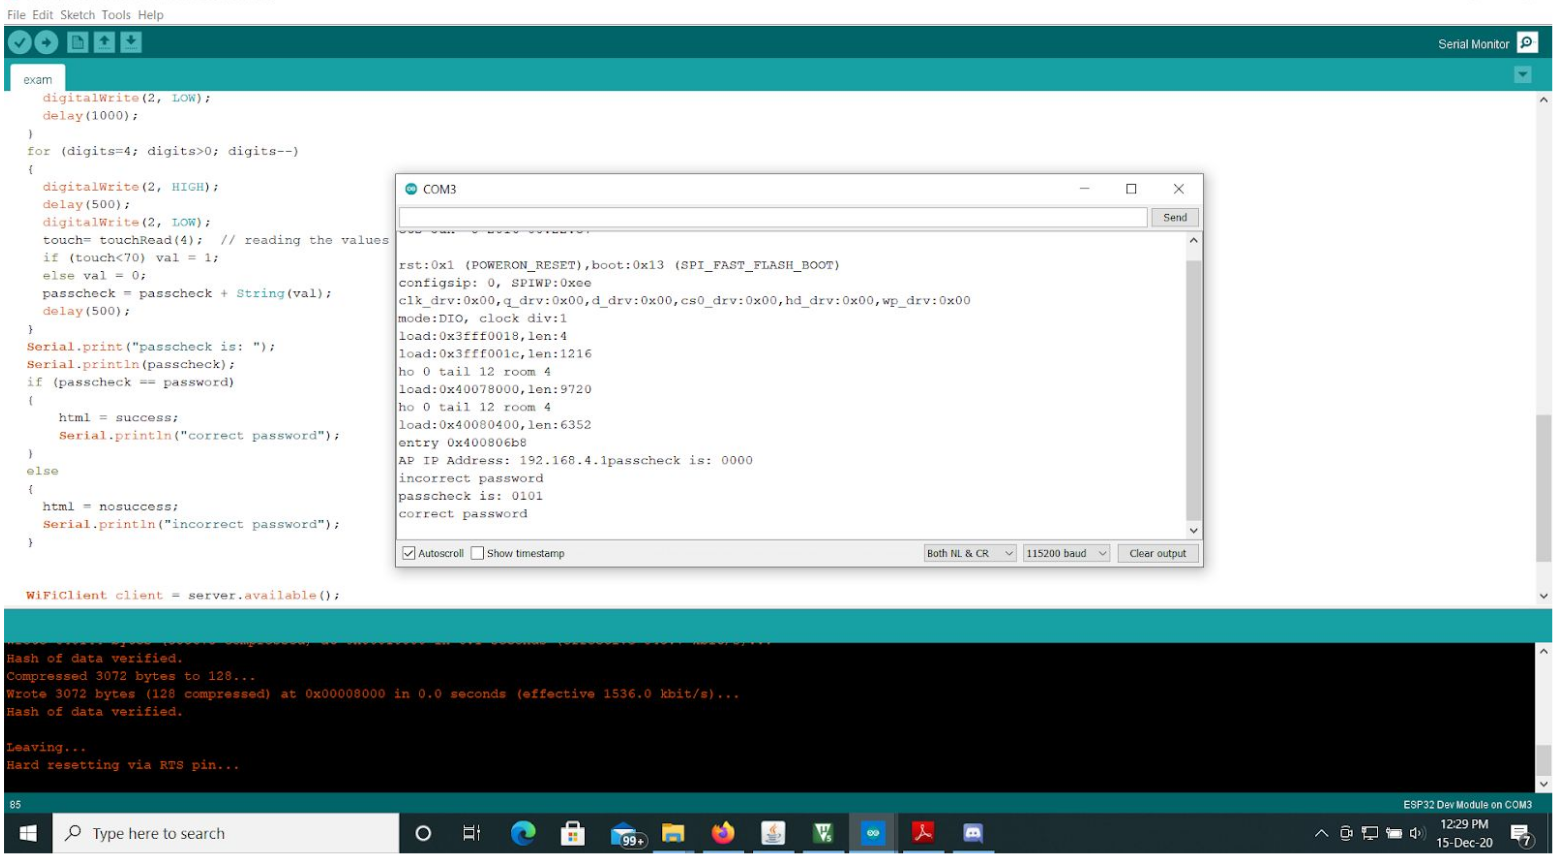 File Edit Sketch Tools Help
Serial Monitor
exam
digitalWrite(2, LOW);
delay(1000);
}
for (digits=4; digits>0; digits--)
{
digitalWrite(2, HIGH);
delay(500);
digitalWrite(2, LOW);
touch= touchRead(4);  // reading the values
if (touch<70) val = 1;
else val = 0;
passcheck = passcheck + String(val);
delay(500);
}
Serial.print("passcheck is: ");
Serial.println(passcheck);
if (passcheck == password)
{
html = success;
Serial.println("correct password");
}
else
{
html = nosuccess;
Serial.println("incorrect password");
}
WiFiClient client = server.available();
COM3
Send
rst:0x1 (POWERON_RESET),boot:0x13 (SPI_FAST_FLASH_BOOT)
configsip: 0, SPIWP:0xee
clk_drv:0x00,q_drv:0x00,d_drv:0x00,cs0_drv:0x00,hd_drv:0x00,wp_drv:0x00
mode:DIO, clock div:1
load:0x3fff0018,len:4
load:0x3fff001c,len:1216
ho 0 tail 12 room 4
load:0x40078000,len:9720
ho 0 tail 12 room 4
load:0x40080400,len:6352
entry 0x400806b8
AP IP Address: 192.168.4.1passcheck is: 0000
incorrect password
passcheck is: 0101
correct password
Autoscroll Show timestamp
Both NL & CR
115200 baud
Clear output
Hash of data verified.
Compressed 3072 bytes to 128...
Wrote 3072 bytes (128 compressed) at 0x00008000 in 0.0 seconds (effective 1536.0 kbit/s)...
Hash of data verified.
Leaving...
Hard resetting via RTS pin...
85
ESP32 Dev Module on COM3
Type here to search
99+
12:29 PM
15-Dec-20
7